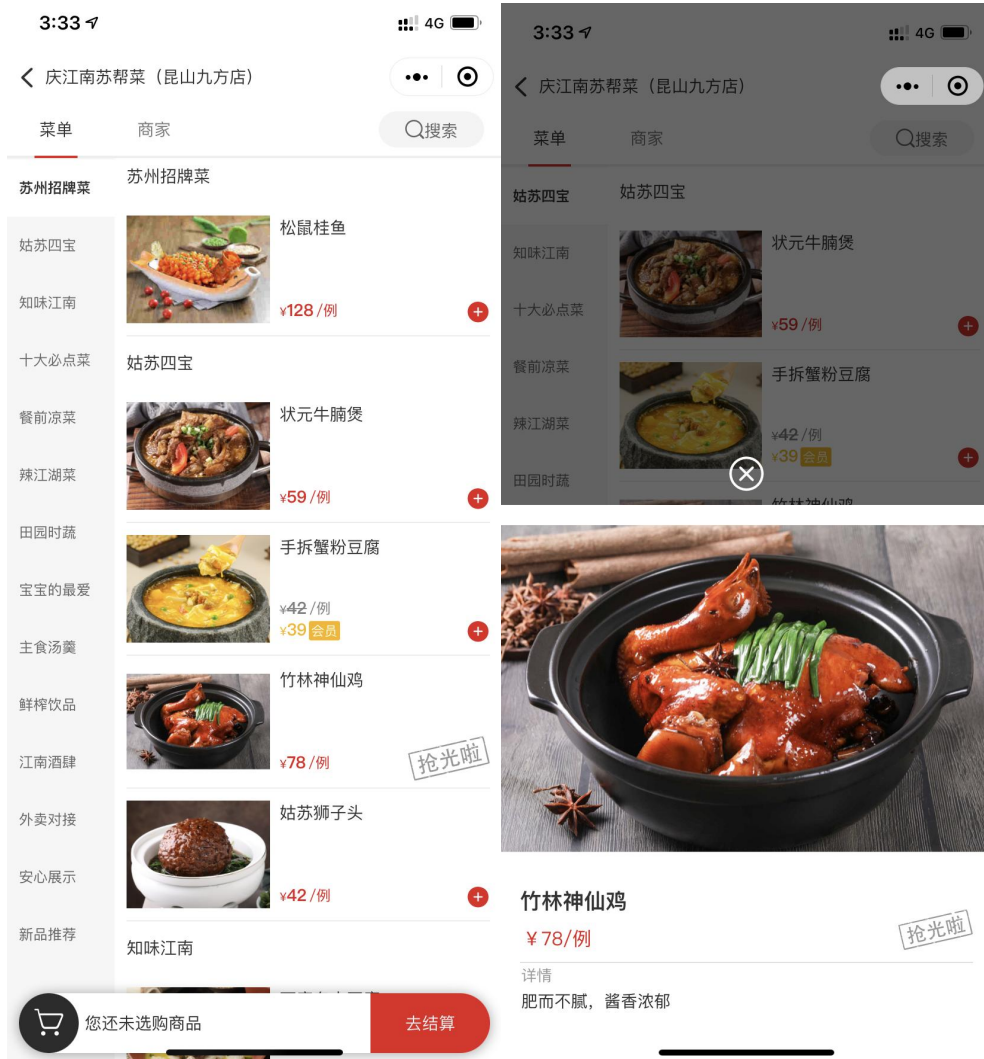 3:33
4G
庆江南苏帮菜（昆山九方店）
菜单
商家
搜索
苏州招牌菜
姑苏四宝
知味江南
十大必点菜
餐前凉菜
辣江湖菜
田园时蔬
宝宝的最爱
主食汤羹
鲜榨饮品
江南酒肆
外卖对接
安心展示
新品推荐
苏州招牌菜
松鼠桂鱼
¥128/例
姑苏四宝
状元牛腩煲
¥59/例
手拆蟹粉豆腐
¥42/例
¥39 会员
竹林神仙鸡
¥78/例
抢光啦
姑苏狮子头
¥42/例
知味江南
您还未选购商品
去结算
3:33
4G
庆江南苏帮菜（昆山九方店）
菜单
商家
搜索
姑苏四宝
知味江南
十大必点菜
餐前凉菜
辣江湖菜
田园时蔬
姑苏四宝
状元牛腩煲
¥59/例
手拆蟹粉豆腐
¥42/例
¥39 会员
竹林神仙鸡
竹林神仙鸡
¥78/例
抢光啦
详情
肥而不腻，酱香浓郁